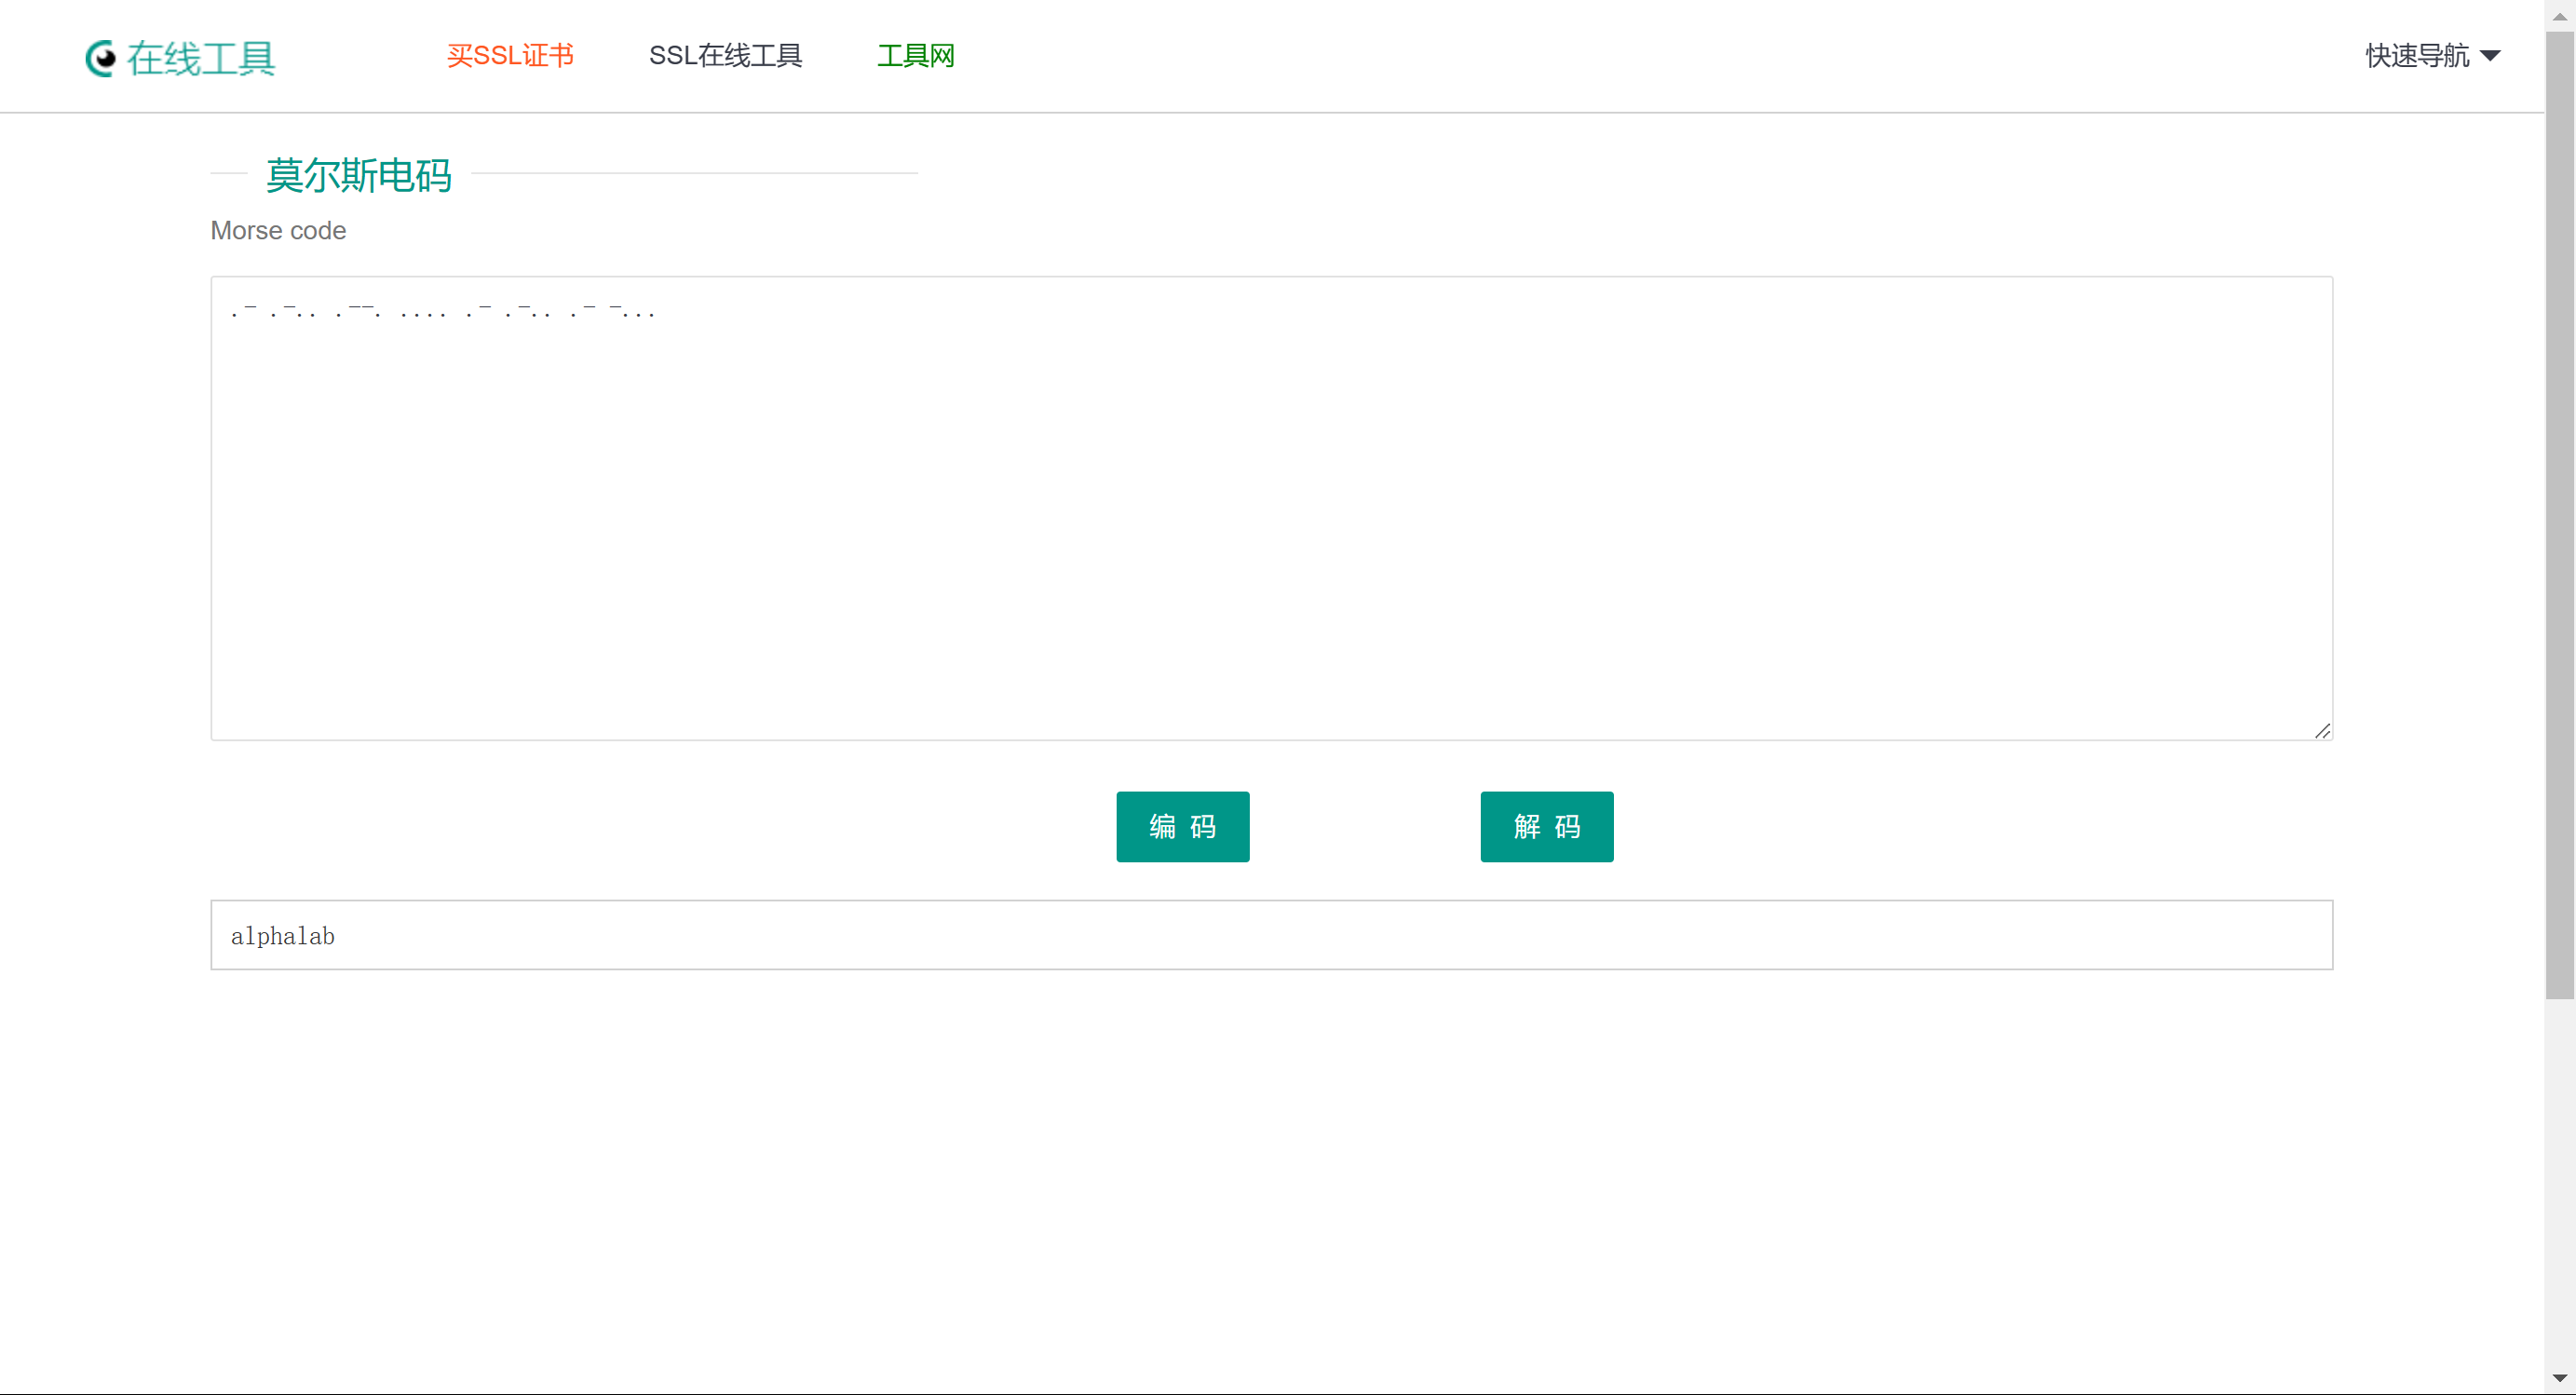 在线工具 买SSL证书 SSL在线工具 工具网 快速导航
莫尔斯电码
Morse code
.- .-.. .--. .... .- .-.. .- -...
编 码 解 码
alphalab